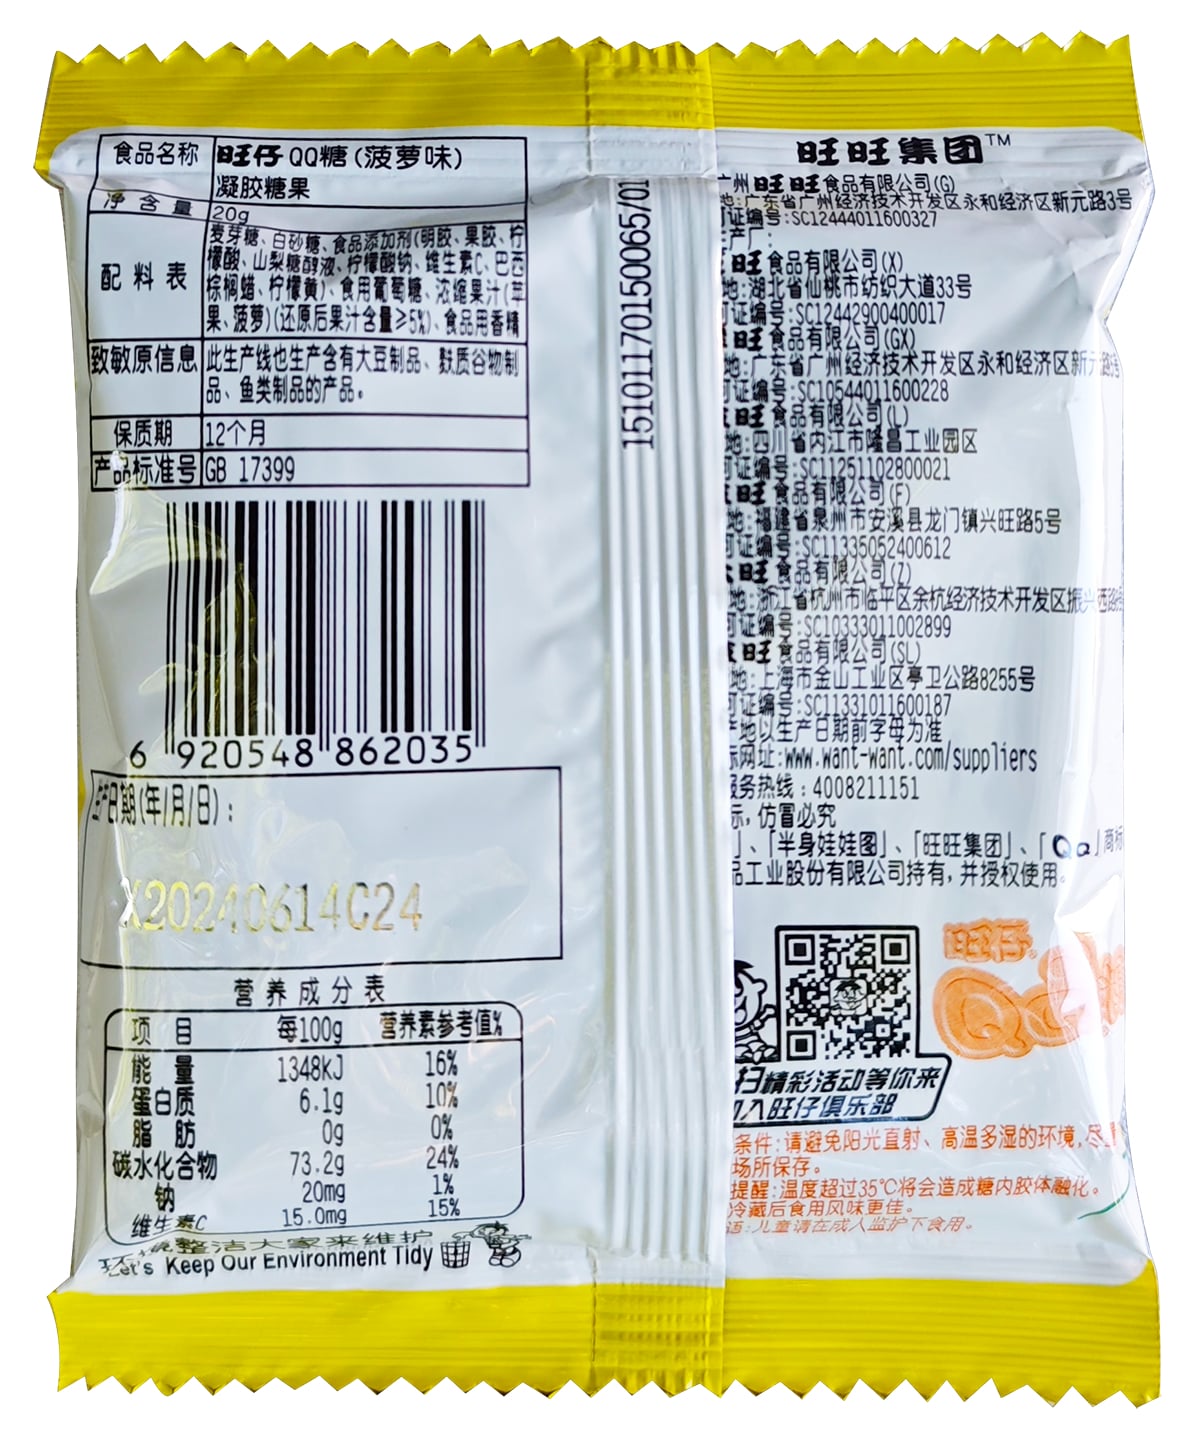 食品名称 旺仔QQ糖(菠萝味)
凝胶糖果
净含量 20g
配料表 麦芽糖、白砂糖、食品添加剂(明胶、果胶、柠
檬酸、山梨糖醇液、柠檬酸钠、维生素C、巴西
棕榈蜡、柠檬黄)、食用葡萄糖、浓缩果汁(苹
果、菠萝)(还原后果汁含量≥5%)、食品用香精
致敏原信息 此生产线也生产含有大豆制品、麸质谷物制
品、鱼类制品的产品。
保质期 12个月
产品标准号 GB 17399
6 920548 862035
生产日期(年/月/日):
X20240614C24
营养成分表
项目 每100g 营养素参考值%
能量 1348kJ 16%
蛋白质 6.1g 10%
脂肪 0g 0%
碳水化合物 73.2g 24%
钠 20mg 1%
维生素C 15.0mg 15%
整洁大家来维护
Let's Keep Our Environment Tidy
15101170150065/01
旺旺集团™
广州旺旺食品有限公司(G)
地:广东省广州经济技术开发区永和经济区新元路3号
可证编号:SC12444011600327
产厂:
旺食品有限公司(X)
地:湖北省仙桃市纺织大道33号
可证编号:SC12442900400017
旺食品有限公司(GX)
地:广东省广州经济技术开发区永和经济区新元路
可证编号:SC10544011600228
旺食品有限公司(L)
地:四川省内江市隆昌工业园区
可证编号:SC11251102800021
旺食品有限公司(F)
地:福建省泉州市安溪县龙门镇兴旺路5号
可证编号:SC11335052400612
旺食品有限公司(Z)
地:浙江省杭州市临平区余杭经济技术开发区振兴西路
可证编号:SC10333011002899
旺食品有限公司(SL)
地:上海市金山工业区亭卫公路8255号
可证编号:SC11331011600187
产地以生产日期前字母为准
网址:www.want-want.com/suppliers
服务热线:4008211151
标,仿冒必究
」、「半身娃娃图」、「旺旺集团」、「QQ」商标
品工业股份有限公司持有,并授权使用。
旺仔
QQ
扫精彩活动等你来
加入旺仔俱乐部
条件:请避免阳光直射、高温多湿的环境,尽量
场所保存。
提醒:温度超过35℃将会造成糖内胶体融化。
冷藏后食用风味更佳。
语:儿童请在成人监护下食用。